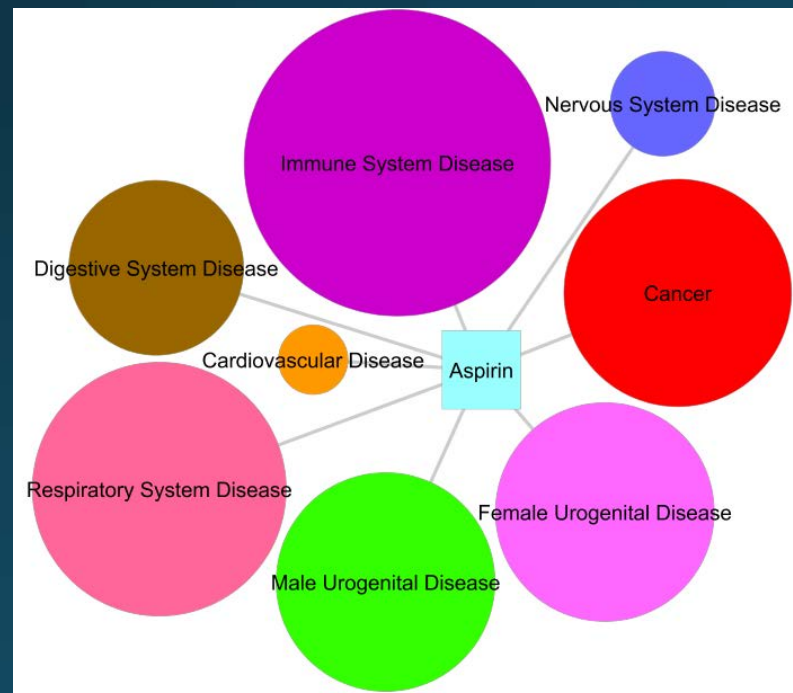 Nervous System Disease
Immune System Disease
Digestive System Disease
Cancer
Cardiovascular Disease
Aspirin
Respiratory System Disease
Female Urogenital Disease
Male Urogenital Disease